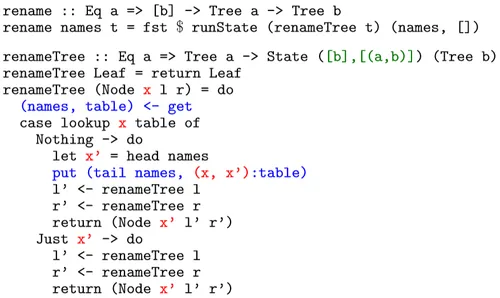 rename :: Eq a => [b] -> Tree a -> Tree b
rename names t = fst $ runState (renameTree t) (names, [])
renameTree :: Eq a => Tree a -> State ([b],[(a,b)]) (Tree b)
renameTree Leaf = return Leaf
renameTree (Node x l r) = do
(names, table) <- get
case lookup x table of
Nothing -> do
let x’ = head names
put (tail names, (x, x’):table)
l’ <- renameTree l
r’ <- renameTree r
return (Node x’ l’ r’)
Just x’ -> do
l’ <- renameTree l
r’ <- renameTree r
return (Node x’ l’ r’)